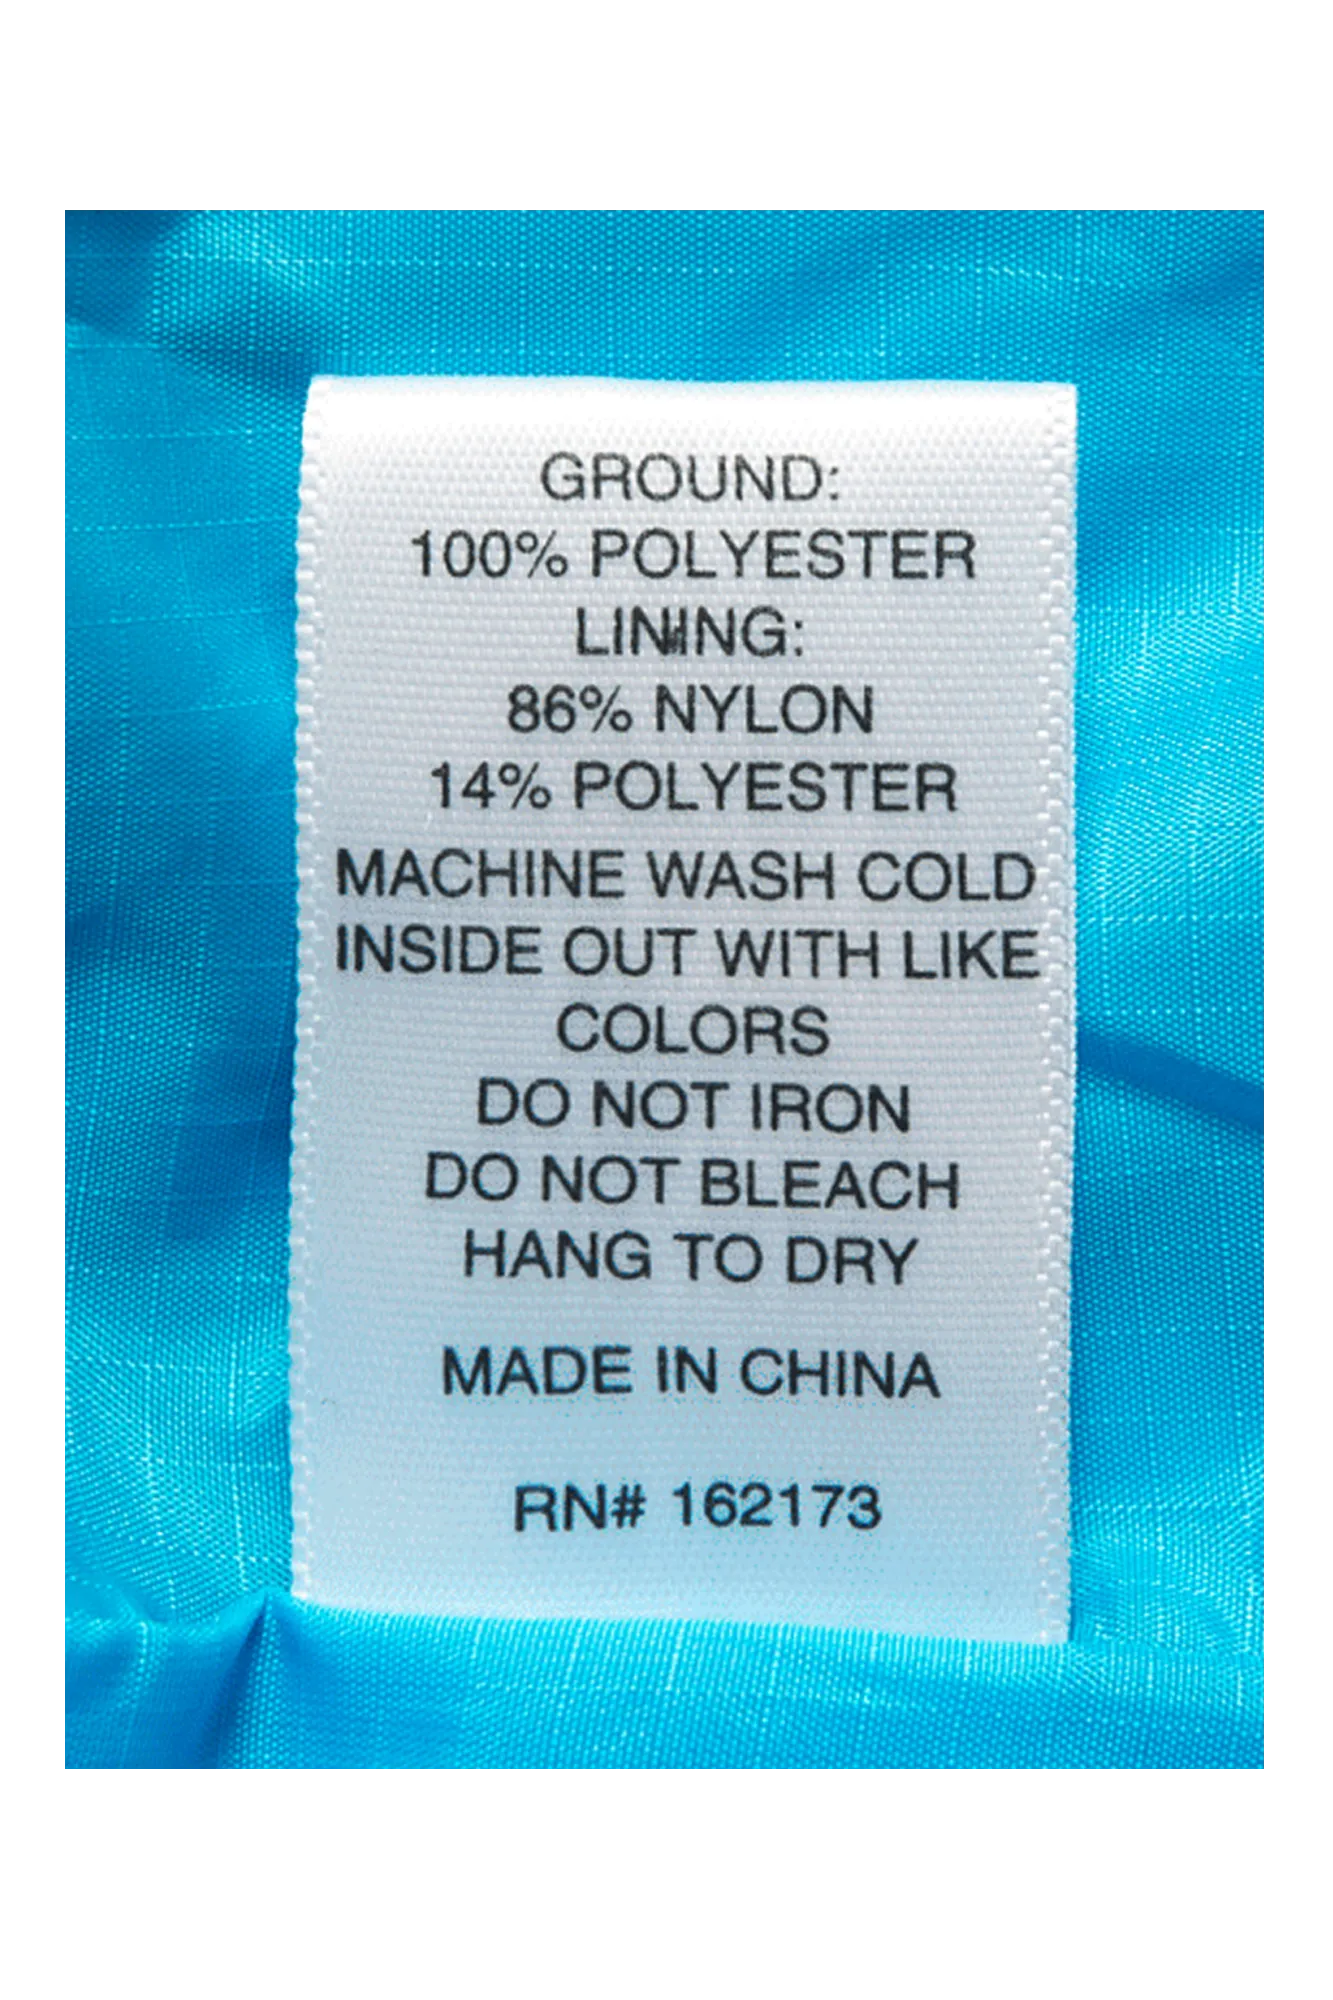 GROUND:
100% POLYESTER
LINING:
86% NYLON
14% POLYESTER
MACHINE WASH COLD
INSIDE OUT WITH LIKE
COLORS
DO NOT IRON
DO NOT BLEACH
HANG TO DRY
MADE IN CHINA
RN# 162173